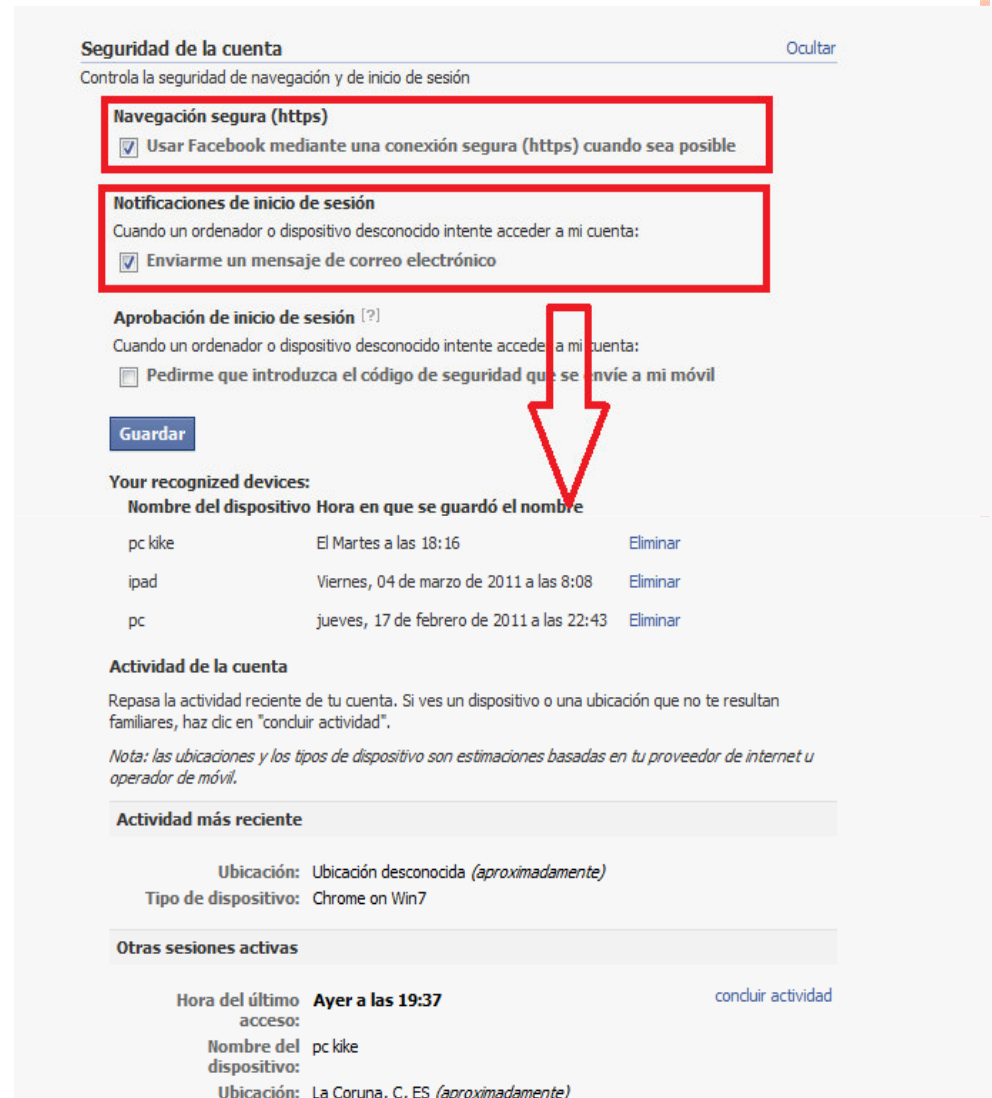 Seguridad de la cuenta Ocultar
Controla la seguridad de navegación y de inicio de sesión
Navegación segura (https)
Usar Facebook mediante una conexión segura (https) cuando sea posible
Notificaciones de inicio de sesión
Cuando un ordenador o dispositivo desconocido intente acceder a mi cuenta:
Enviarme un mensaje de correo electrónico
Aprobación de inicio de sesión [?]
Cuando un ordenador o dispositivo desconocido intente acceder a mi cuenta:
Pedirme que introduzca el código de seguridad que se envíe a mi móvil
Guardar
Your recognized devices:
Nombre del dispositivo Hora en que se guardó el nombre
pc kike El Martes a las 18:16 Eliminar
ipad Viernes, 04 de marzo de 2011 a las 8:08 Eliminar
pc jueves, 17 de febrero de 2011 a las 22:43 Eliminar
Actividad de la cuenta
Repasa la actividad reciente de tu cuenta. Si ves un dispositivo o una ubicación que no te resultan
familiares, haz clic en "concluir actividad".
Nota: las ubicaciones y los tipos de dispositivo son estimaciones basadas en tu proveedor de internet u
operador de móvil.
Actividad más reciente
Ubicación: Ubicación desconocida (aproximadamente)
Tipo de dispositivo: Chrome on Win7
Otras sesiones activas
Hora del último Ayer a las 19:37 concluir actividad
acceso:
Nombre del pc kike
dispositivo:
Ubicación: La Coruna, C, ES (aproximadamente)